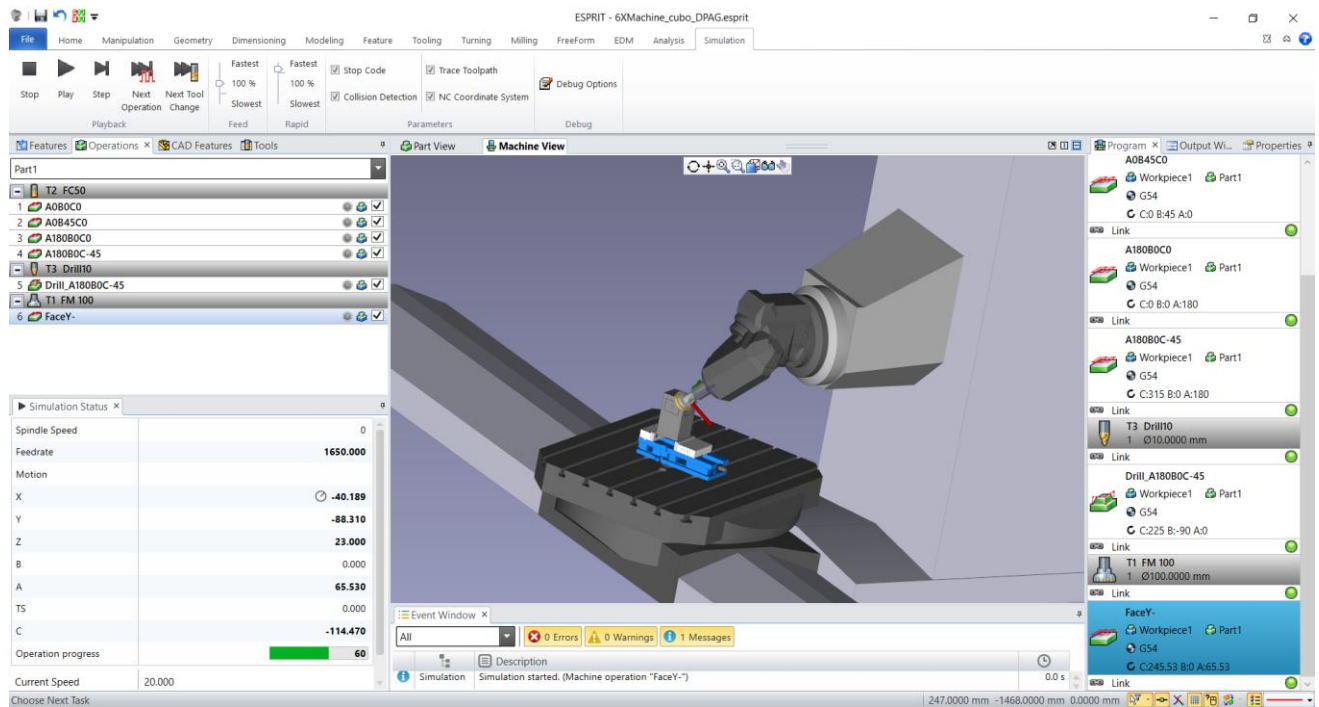 ESPRIT - 6XMachine_cubo_DPAG.esprit
File Home Manipulation Geometry Dimensioning Modeling Feature Tooling Turning Milling FreeForm EDM Analysis Simulation
Stop Play Step Next Operation Next Tool Change
Playback
Fastest
100 %
Slowest
Feed
Fastest
100 %
Slowest
Rapid
Stop Code Trace Toolpath
Collision Detection NC Coordinate System
Parameters
Debug Options
Debug
Features Operations CAD Features Tools
Part1
T2 FC50
1 A0B0C0
2 A0B45C0
3 A180B0C0
4 A180B0C-45
T3 Drill10
5 Drill_A180B0C-45
T1 FM 100
6 FaceY-
Simulation Status
Spindle Speed 0
Feedrate 1650.000
Motion
X -40.189
Y -88.310
Z 23.000
B 0.000
A 65.530
TS 0.000
C -114.470
Operation progress 60
Current Speed 20.000
Part View Machine View
Event Window
All 0 Errors 0 Warnings 1 Messages
Description
Simulation Simulation started. (Machine operation "FaceY-") 0.0 s
Program Output Wi... Properties
A0B45C0
Workpiece1 Part1
G54
C:0 B:45 A:0
Link
A180B0C0
Workpiece1 Part1
G54
C:0 B:0 A:180
Link
A180B0C-45
Workpiece1 Part1
G54
C:315 B:0 A:180
Link
T3 Drill10
1 Ø10.0000 mm
Link
Drill_A180B0C-45
Workpiece1 Part1
G54
C:225 B:-90 A:0
Link
T1 FM 100
1 Ø100.0000 mm
Link
FaceY-
Workpiece1 Part1
G54
C:245.53 B:0 A:65.53
Link
Choose Next Task
247.0000 mm -1468.0000 mm 0.0000 mm